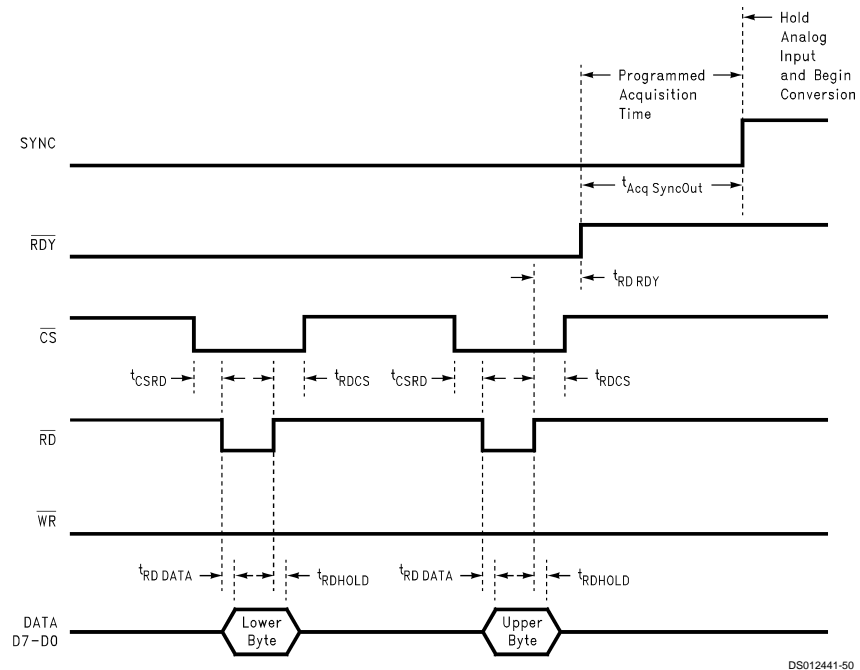 Hold
Analog
Input
and Begin
Conversion
Programmed
Acquisition
Time
SYNC
tAcq SyncOut
RDY
tRD RDY
CS
tCSRD
tRDCS
tCSRD
tRDCS
RD
WR
tRD DATA
tRDHOLD
tRD DATA
tRDHOLD
DATA
D7-D0
Lower
Byte
Upper
Byte
DS012441-50